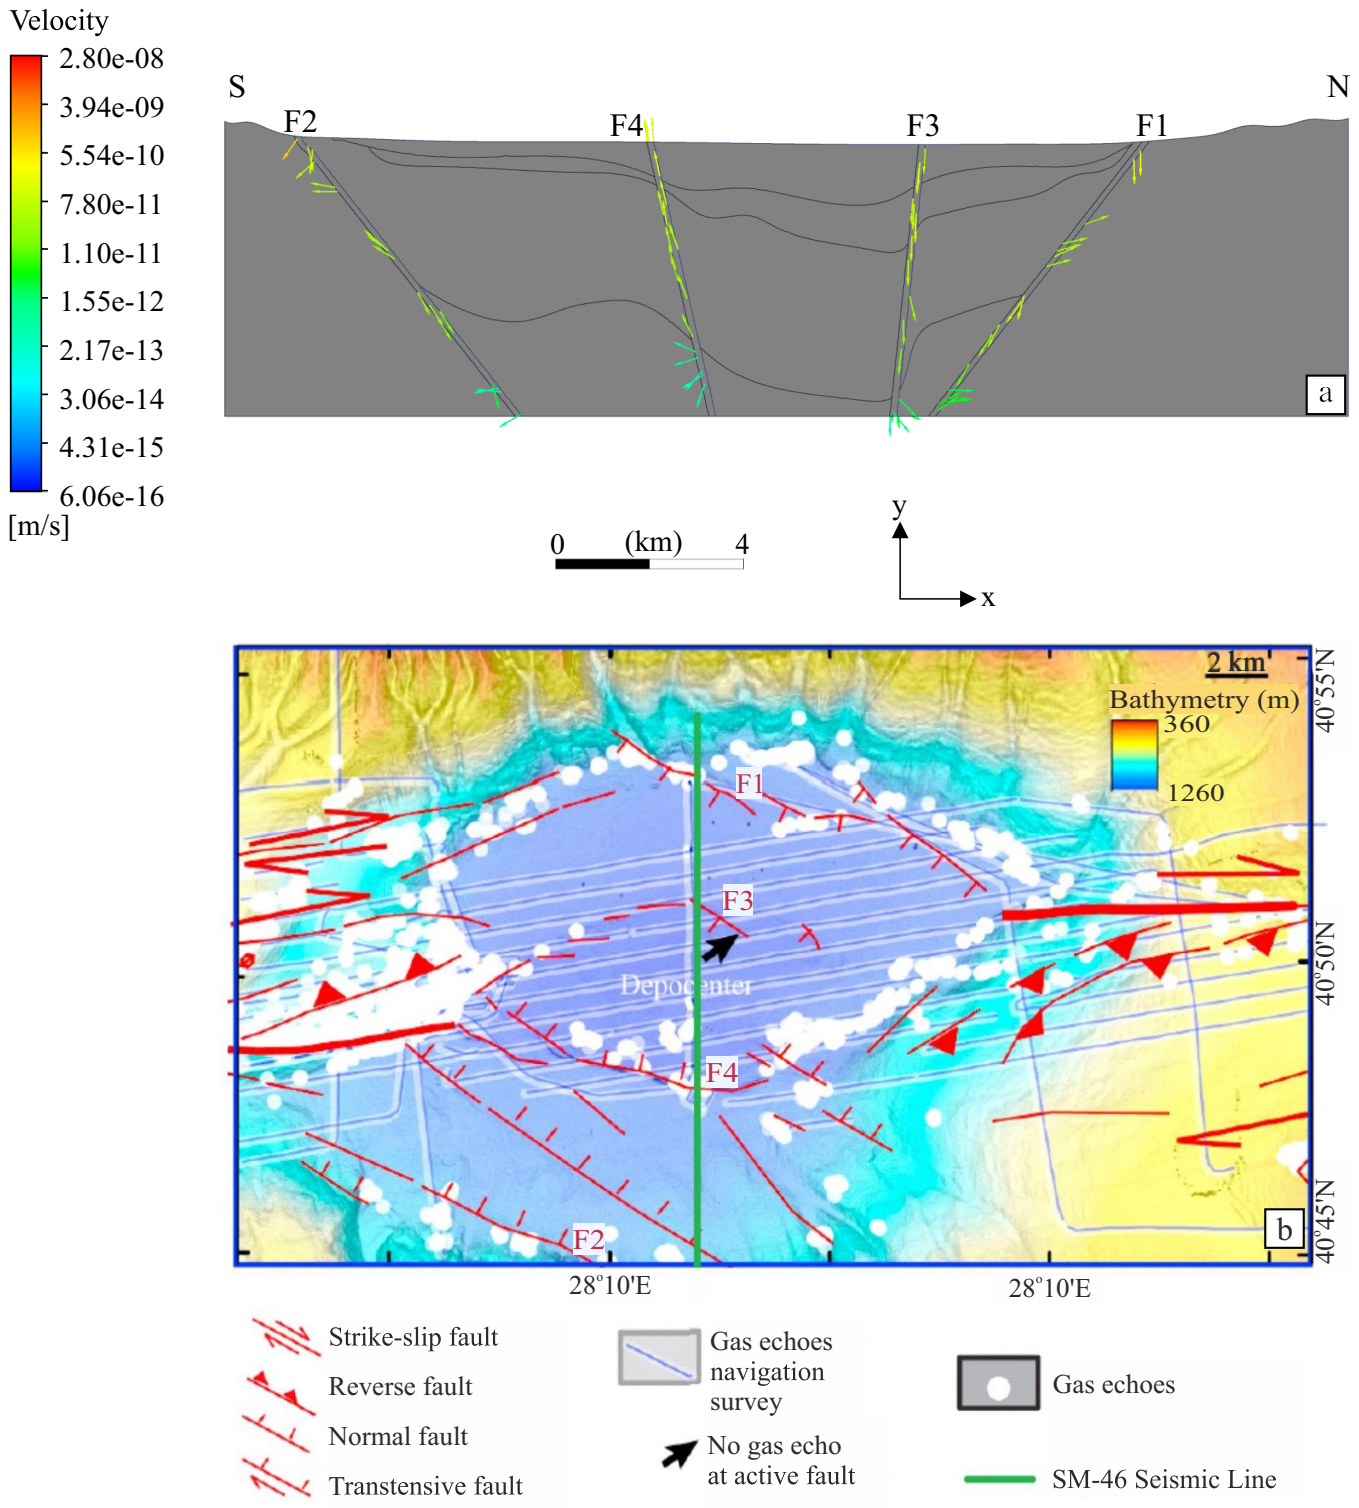 Velocity
2.80e-08
3.94e-09
5.54e-10
7.80e-11
1.10e-11
1.55e-12
2.17e-13
3.06e-14
4.31e-15
6.06e-16
[m/s]
S
N
F2
F4
F3
F1
a
0 (km) 4
y
x
2 km
Bathymetry (m)
360
1260
F1
F3
Depocenter
F4
F2
b
40°55'N
40°50'N
40°45'N
28°10'E
28°10'E
Strike-slip fault
Reverse fault
Normal fault
Transtensive fault
Gas echoes
navigation
survey
No gas echo
at active fault
Gas echoes
SM-46 Seismic Line